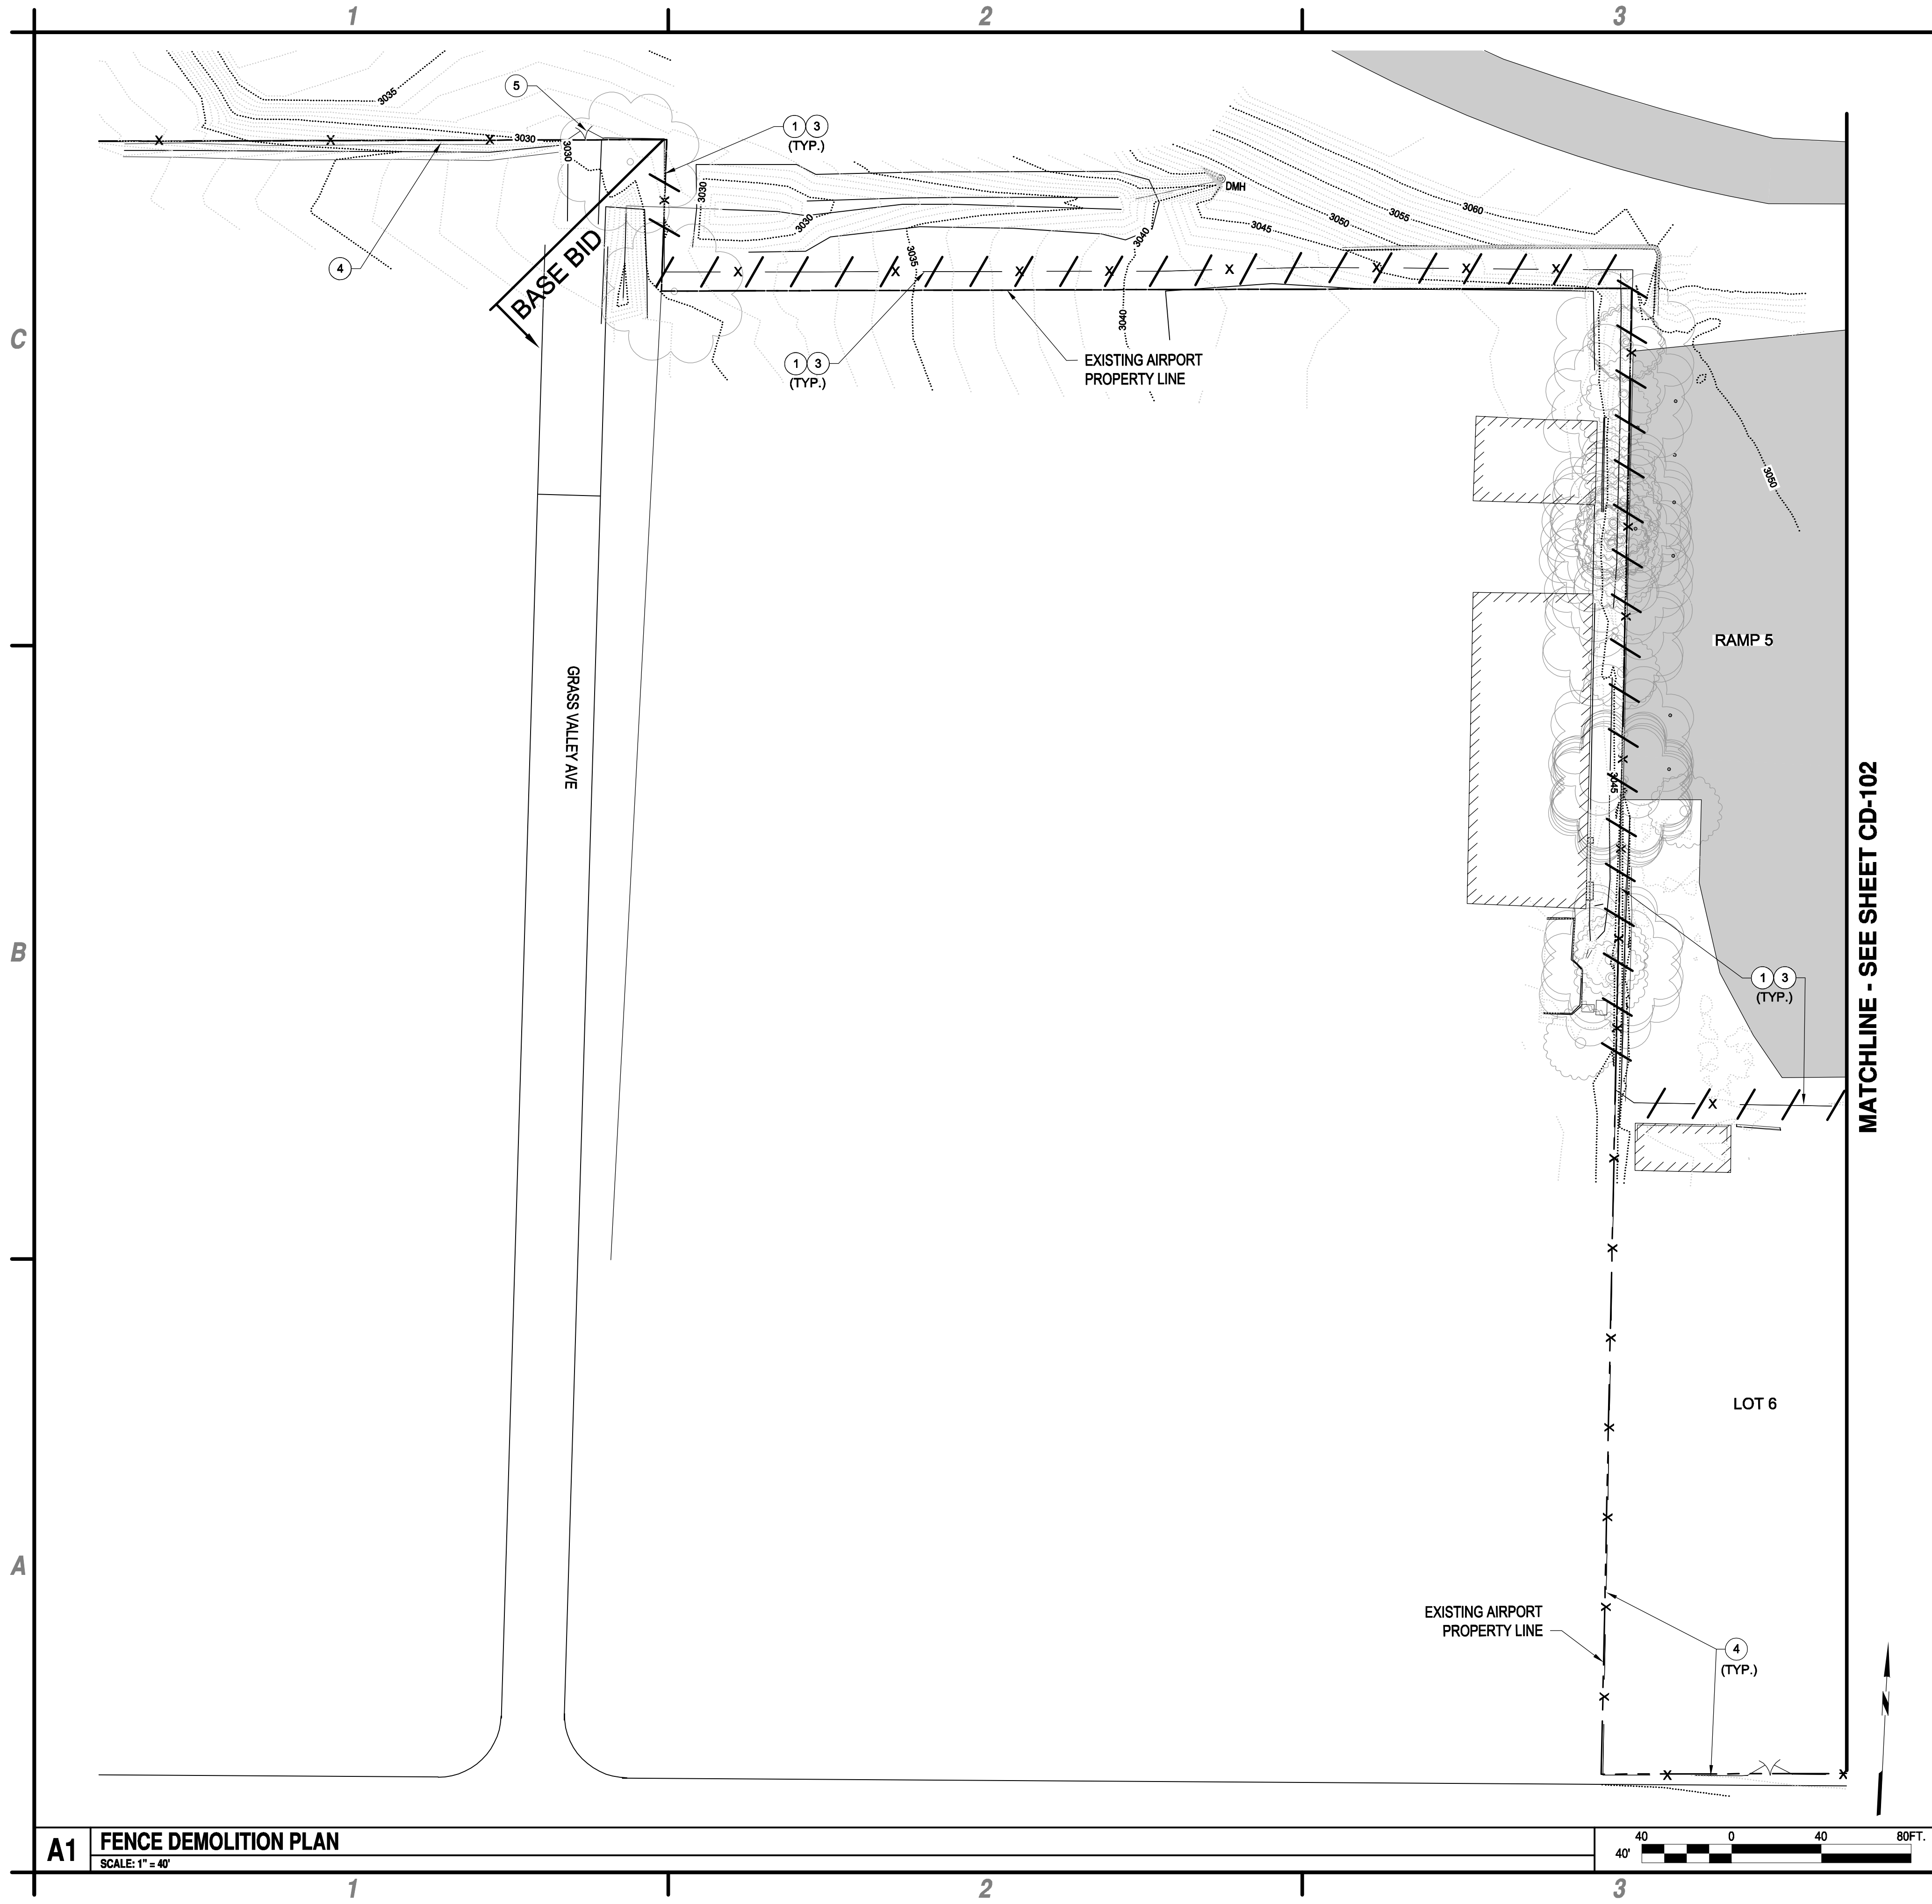 1
2
3
3035
5
3030
3030
1 3
(TYP.)
4
BASE BID
3030
3030
3035
3040
3040
DMH
3045
3050
3055
3060
C
1 3
(TYP.)
EXISTING AIRPORT
PROPERTY LINE
3050
RAMP 5
GRASS VALLEY AVE
3045
MATCHLINE - SEE SHEET CD-102
B
1 3
(TYP.)
LOT 6
A
EXISTING AIRPORT
PROPERTY LINE
4
(TYP.)
N
A1
FENCE DEMOLITION PLAN
SCALE: 1" = 40'
40'
40 0 40 80FT.
1
2
3